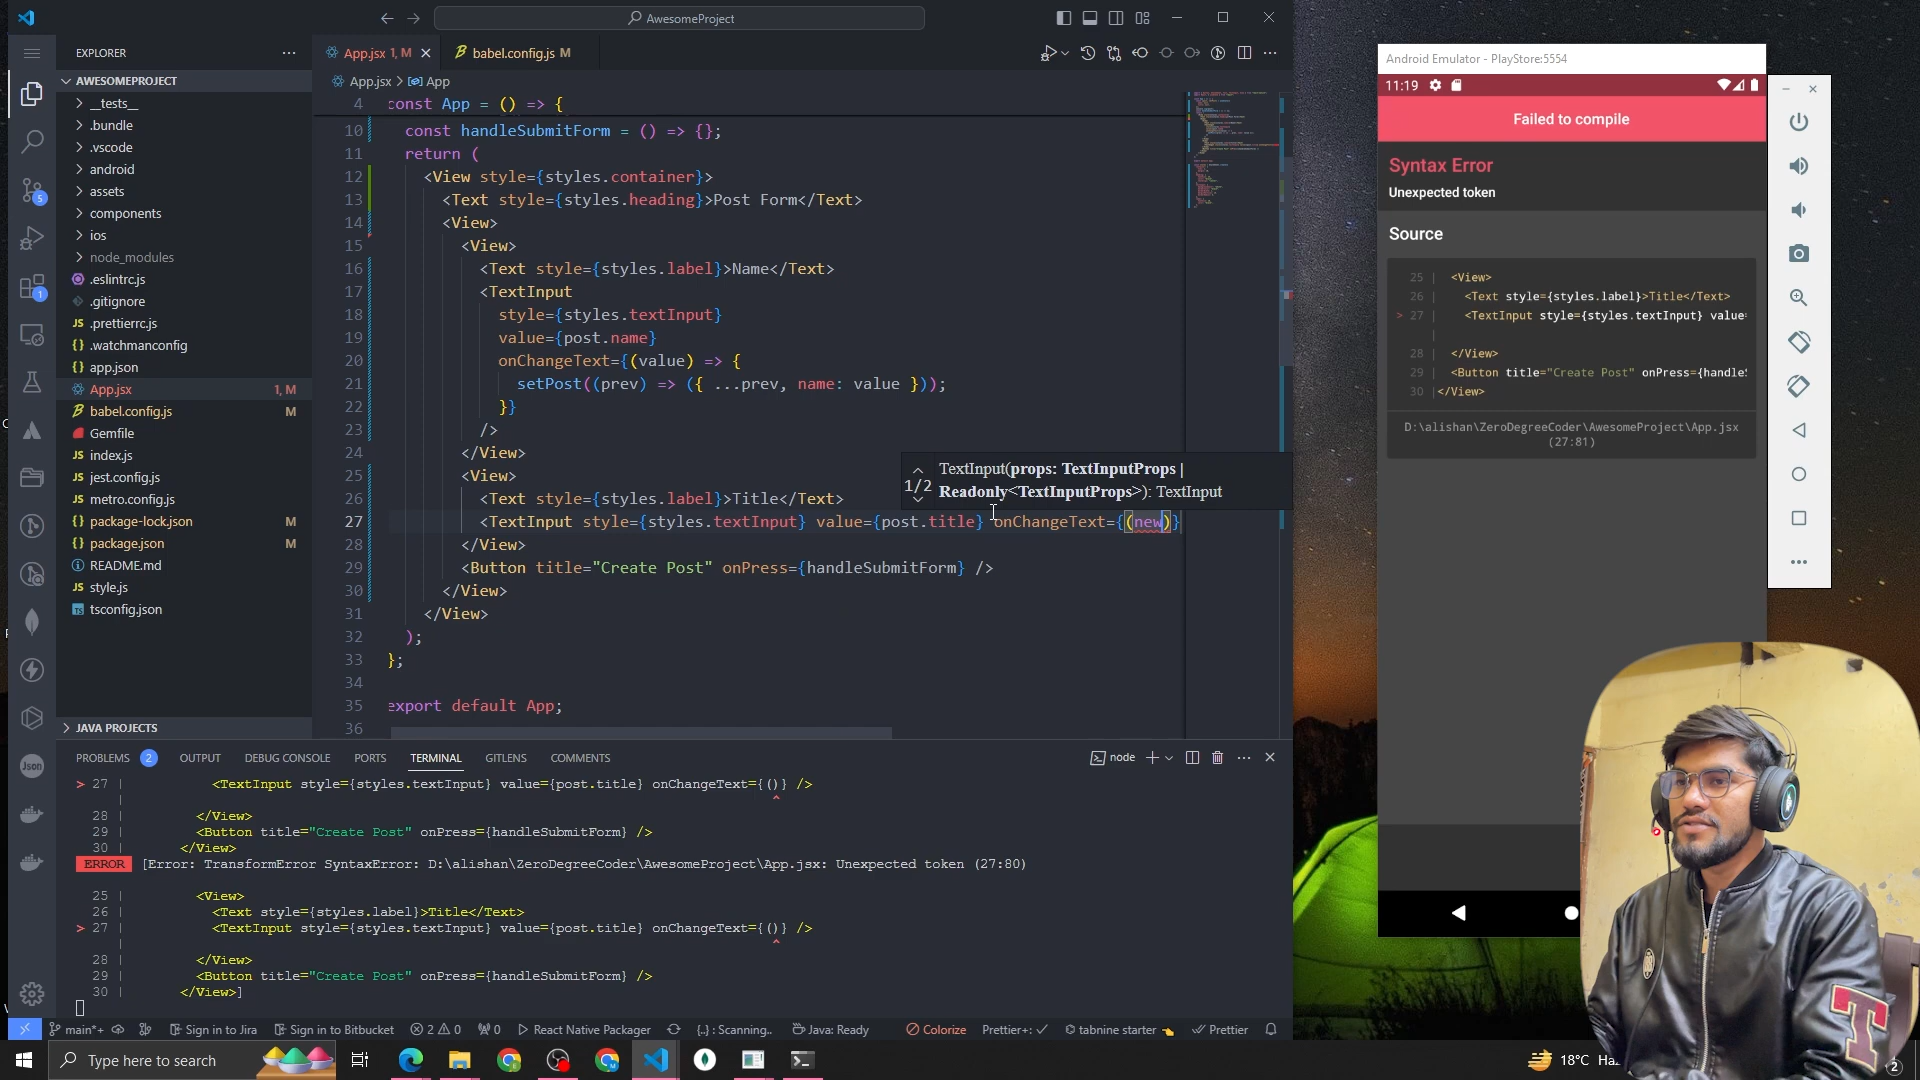 AwesomeProject
EXPLORER
App.jsx 1, M
babel.config.js M
AWESOMEPROJECT
__tests__
.bundle
.vscode
android
assets
components
ios
node_modules
.eslintrc.js
.gitignore
JS .prettierrc.js
{} .watchmanconfig
{} app.json
App.jsx 1, M
babel.config.js M
Gemfile
JS index.js
JS jest.config.js
JS metro.config.js
{} package-lock.json M
{} package.json M
README.md
JS style.js
TS tsconfig.json
JAVA PROJECTS
App.jsx > App
4 const App = () => {
10 const handleSubmitForm = () => {};
11 return (
12 <View style={styles.container}>
13 <Text style={styles.heading}>Post Form</Text>
14 <View>
15 <View>
16 <Text style={styles.label}>Name</Text>
17 <TextInput
18 style={styles.textInput}
19 value={post.name}
20 onChangeText={(value) => {
21 setPost((prev) => ({ ...prev, name: value }));
22 }}
23 />
24 </View>
25 <View>
26 <Text style={styles.label}>Title</Text>
27 <TextInput style={styles.textInput} value={post.title} onChangeText={(new)}
28 </View>
29 <Button title="Create Post" onPress={handleSubmitForm} />
30 </View>
31 </View>
32 );
33 };
34
35 export default App;
36
1/2
TextInput(props: TextInputProps |
Readonly<TextInputProps>): TextInput
PROBLEMS 2 OUTPUT DEBUG CONSOLE PORTS TERMINAL GITLENS COMMENTS
node
> 27 | <TextInput style={styles.textInput} value={post.title} onChangeText={()} />
| ^
28 | </View>
29 | <Button title="Create Post" onPress={handleSubmitForm} />
30 | </View>
ERROR [Error: TransformError SyntaxError: D:\alishan\ZeroDegreeCoder\AwesomeProject\App.jsx: Unexpected token (27:80)
25 | <View>
26 | <Text style={styles.label}>Title</Text>
> 27 | <TextInput style={styles.textInput} value={post.title} onChangeText={()} />
| ^
28 | </View>
29 | <Button title="Create Post" onPress={handleSubmitForm} />
30 | </View>]
main*+ Sign in to Jira Sign in to Bitbucket 2 0 0 React Native Packager {..} : Scanning.. Java: Ready Colorize Prettier+: ✓ tabnine starter Prettier
Type here to search
18°C
2
5
1
Json
Android Emulator - PlayStore:5554
11:19
Failed to compile
Syntax Error
Unexpected token
Source
25 | <View>
26 | <Text style={styles.label}>Title</Text>
> 27 | <TextInput style={styles.textInput} value=
|
28 | </View>
29 | <Button title="Create Post" onPress={handle
30 |</View>
D:\alishan\ZeroDegreeCoder\AwesomeProject\App.jsx
(27:81)
T